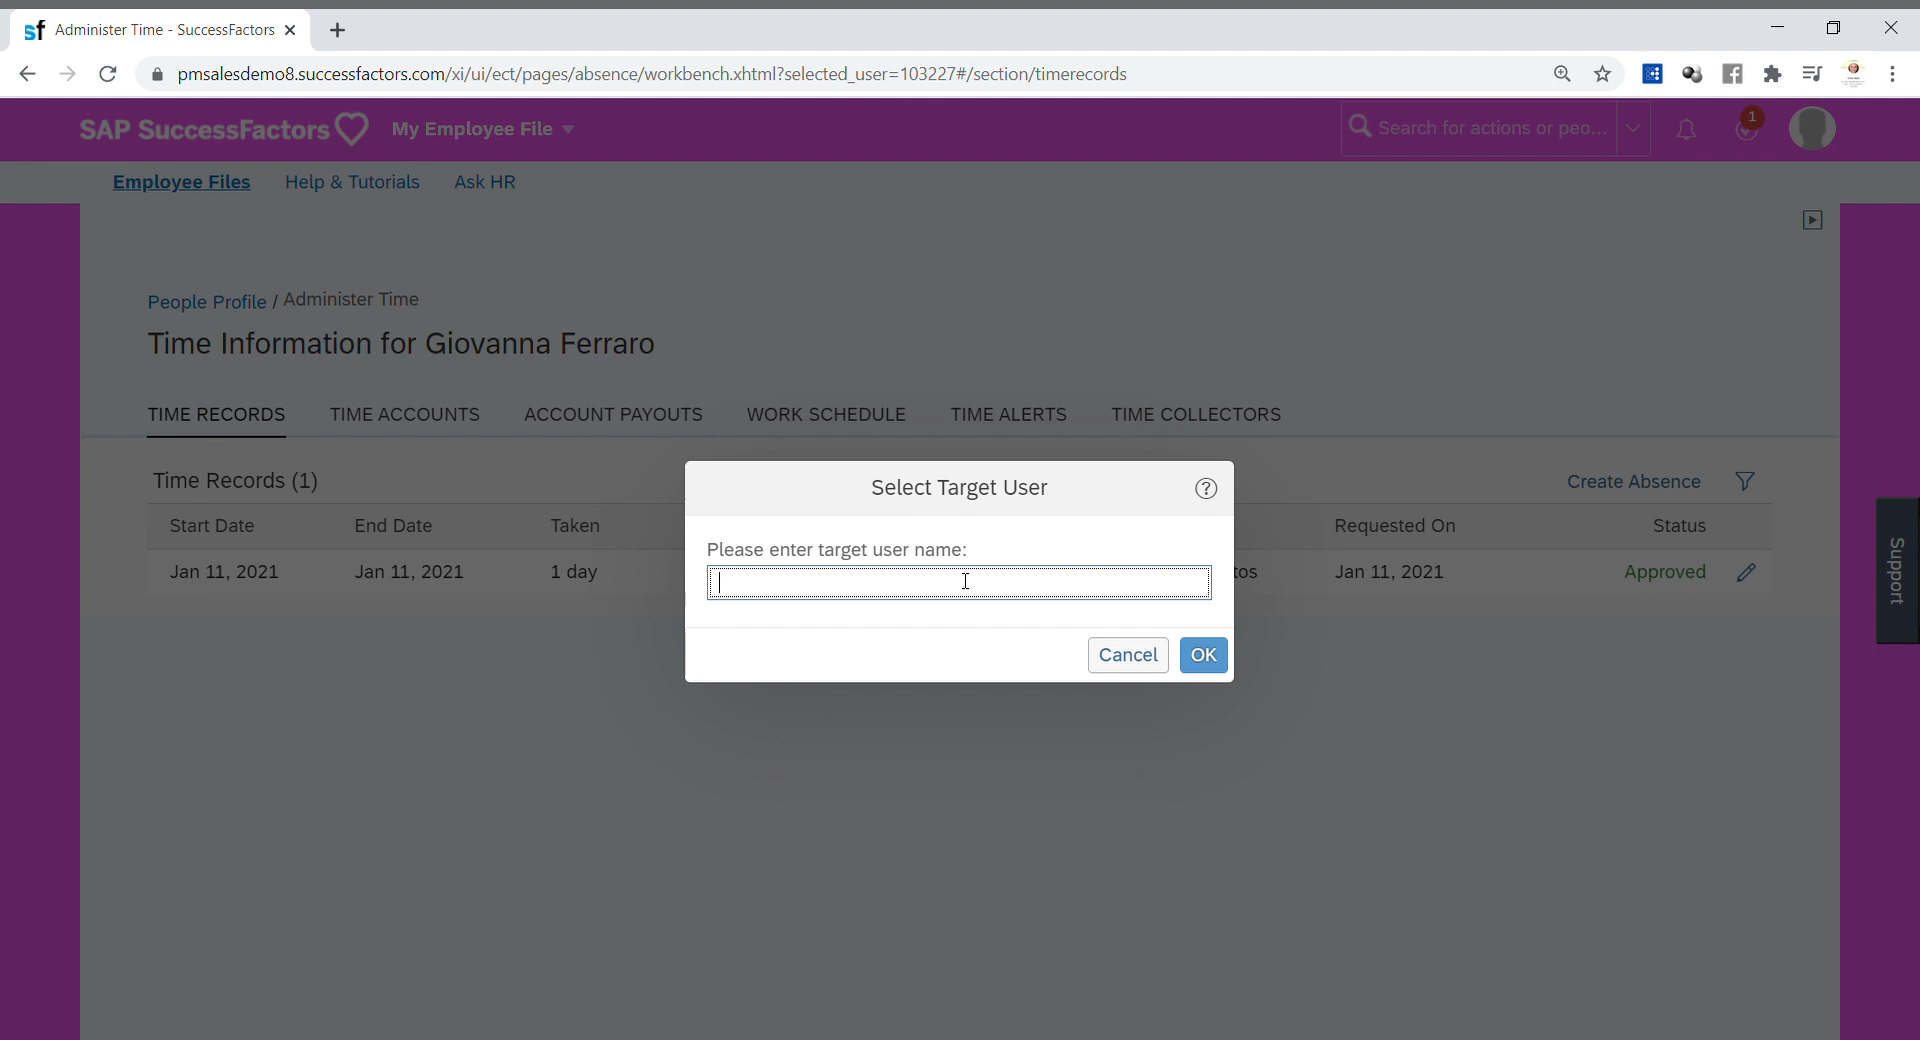 sf Administer Time - SuccessFactors
pmsalesdemo8.successfactors.com/xi/ui/ect/pages/absence/workbench.xhtml?selected_user=103227#/section/timerecords
SAP SuccessFactors My Employee File Search for actions or peo... 1
Employee Files Help & Tutorials Ask HR
People Profile / Administer Time
Time Information for Giovanna Ferraro
TIME RECORDS TIME ACCOUNTS ACCOUNT PAYOUTS WORK SCHEDULE TIME ALERTS TIME COLLECTORS
Time Records (1) Create Absence
Start Date End Date Taken Requested On Status
Jan 11, 2021 Jan 11, 2021 1 day tos Jan 11, 2021 Approved
Select Target User ?
Please enter target user name:
Cancel OK
Support